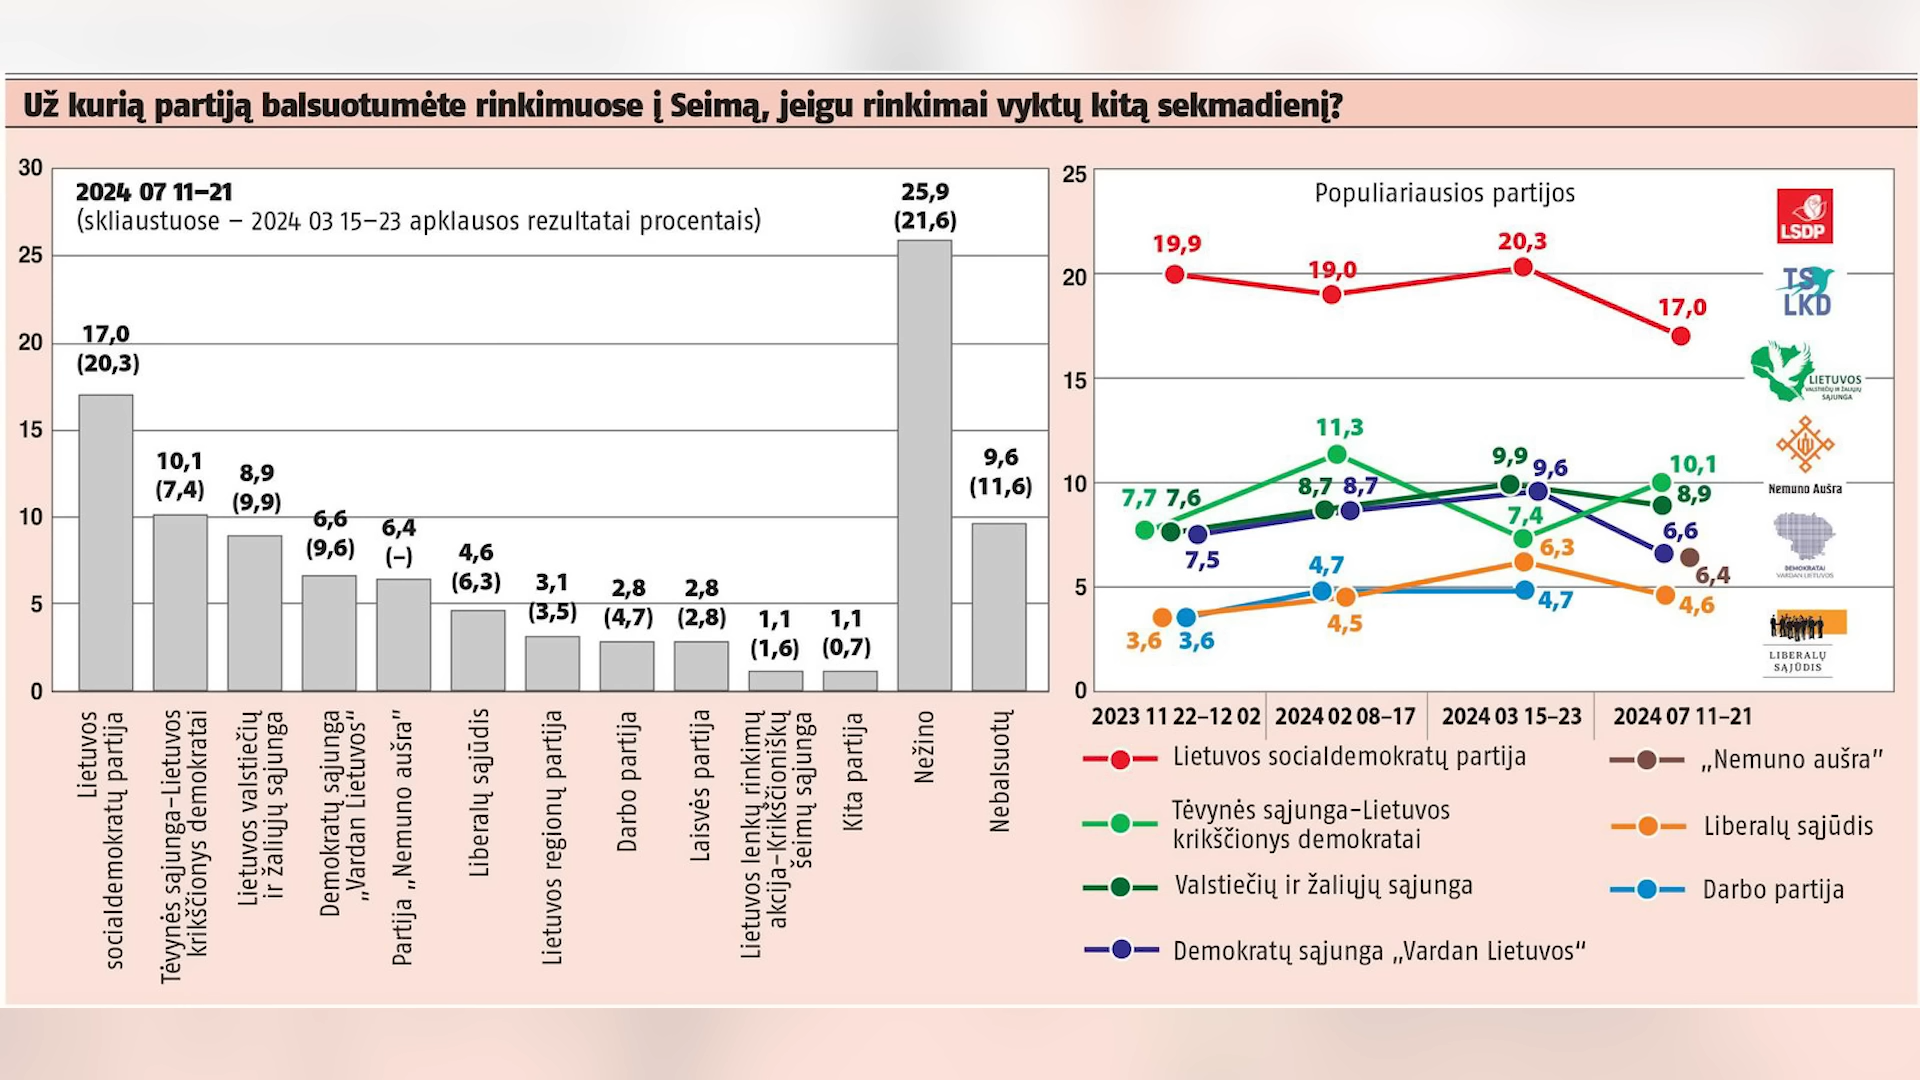 Už kurią partiją balsuotumėte rinkimuose į Seimą, jeigu rinkimai vyktų kitą sekmadienį?
2024 07 11–21
(skliaustuose – 2024 03 15–23 apklausos rezultatai procentais)
30
25
20
15
10
5
0
17,0
(20,3)
10,1
(7,4)
8,9
(9,9)
6,6
(9,6)
6,4
(–)
4,6
(6,3)
3,1
(3,5)
2,8
(4,7)
2,8
(2,8)
1,1
(1,6)
1,1
(0,7)
25,9
(21,6)
9,6
(11,6)
Lietuvos
socialdemokratų partija
Tėvynės sąjunga–Lietuvos
krikščionys demokratai
Lietuvos valstiečių
ir žaliųjų sąjunga
Demokratų sąjunga
„Vardan Lietuvos“
Partija „Nemuno aušra”
Liberalų sąjūdis
Lietuvos regionų partija
Darbo partija
Laisvės partija
Lietuvos lenkų rinkimų
akcija–Krikščioniškų
šeimų sąjunga
Kita partija
Nežino
Nebalsuotų
Populiariausios partijos
25
20
15
10
5
0
19,9
19,0
20,3
17,0
11,3
7,7
7,6
7,5
8,7
8,7
9,9
9,6
7,4
10,1
8,9
6,6
6,4
6,3
4,7
4,5
4,7
4,6
3,6
3,6
LSDP
TS
LKD
LIETUVOS
VALSTIEČIŲ IR ŽALIŲJŲ
SĄJUNGA
Nemuno Aušra
DEMOKRATAI
VARDAN LIETUVOS
LIBERALŲ
SĄJŪDIS
2023 11 22–12 02
2024 02 08–17
2024 03 15–23
2024 07 11–21
Lietuvos socialdemokratų partija
Tėvynės sąjunga–Lietuvos
krikščionys demokratai
Valstiečių ir žaliųjų sąjunga
Demokratų sąjunga „Vardan Lietuvos“
„Nemuno aušra”
Liberalų sąjūdis
Darbo partija